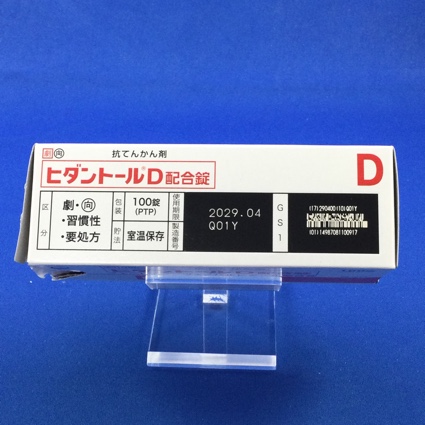 劇 向 抗てんかん剤
ヒダントール®D配合錠
D
区分
劇・向
・習慣性
・要処方
包装
100錠
(PTP)
貯法
室温保存
使用期限
製造番号
2029.04
Q01Y
GS1
(17)290400(10)Q01Y
(01)14987081100917